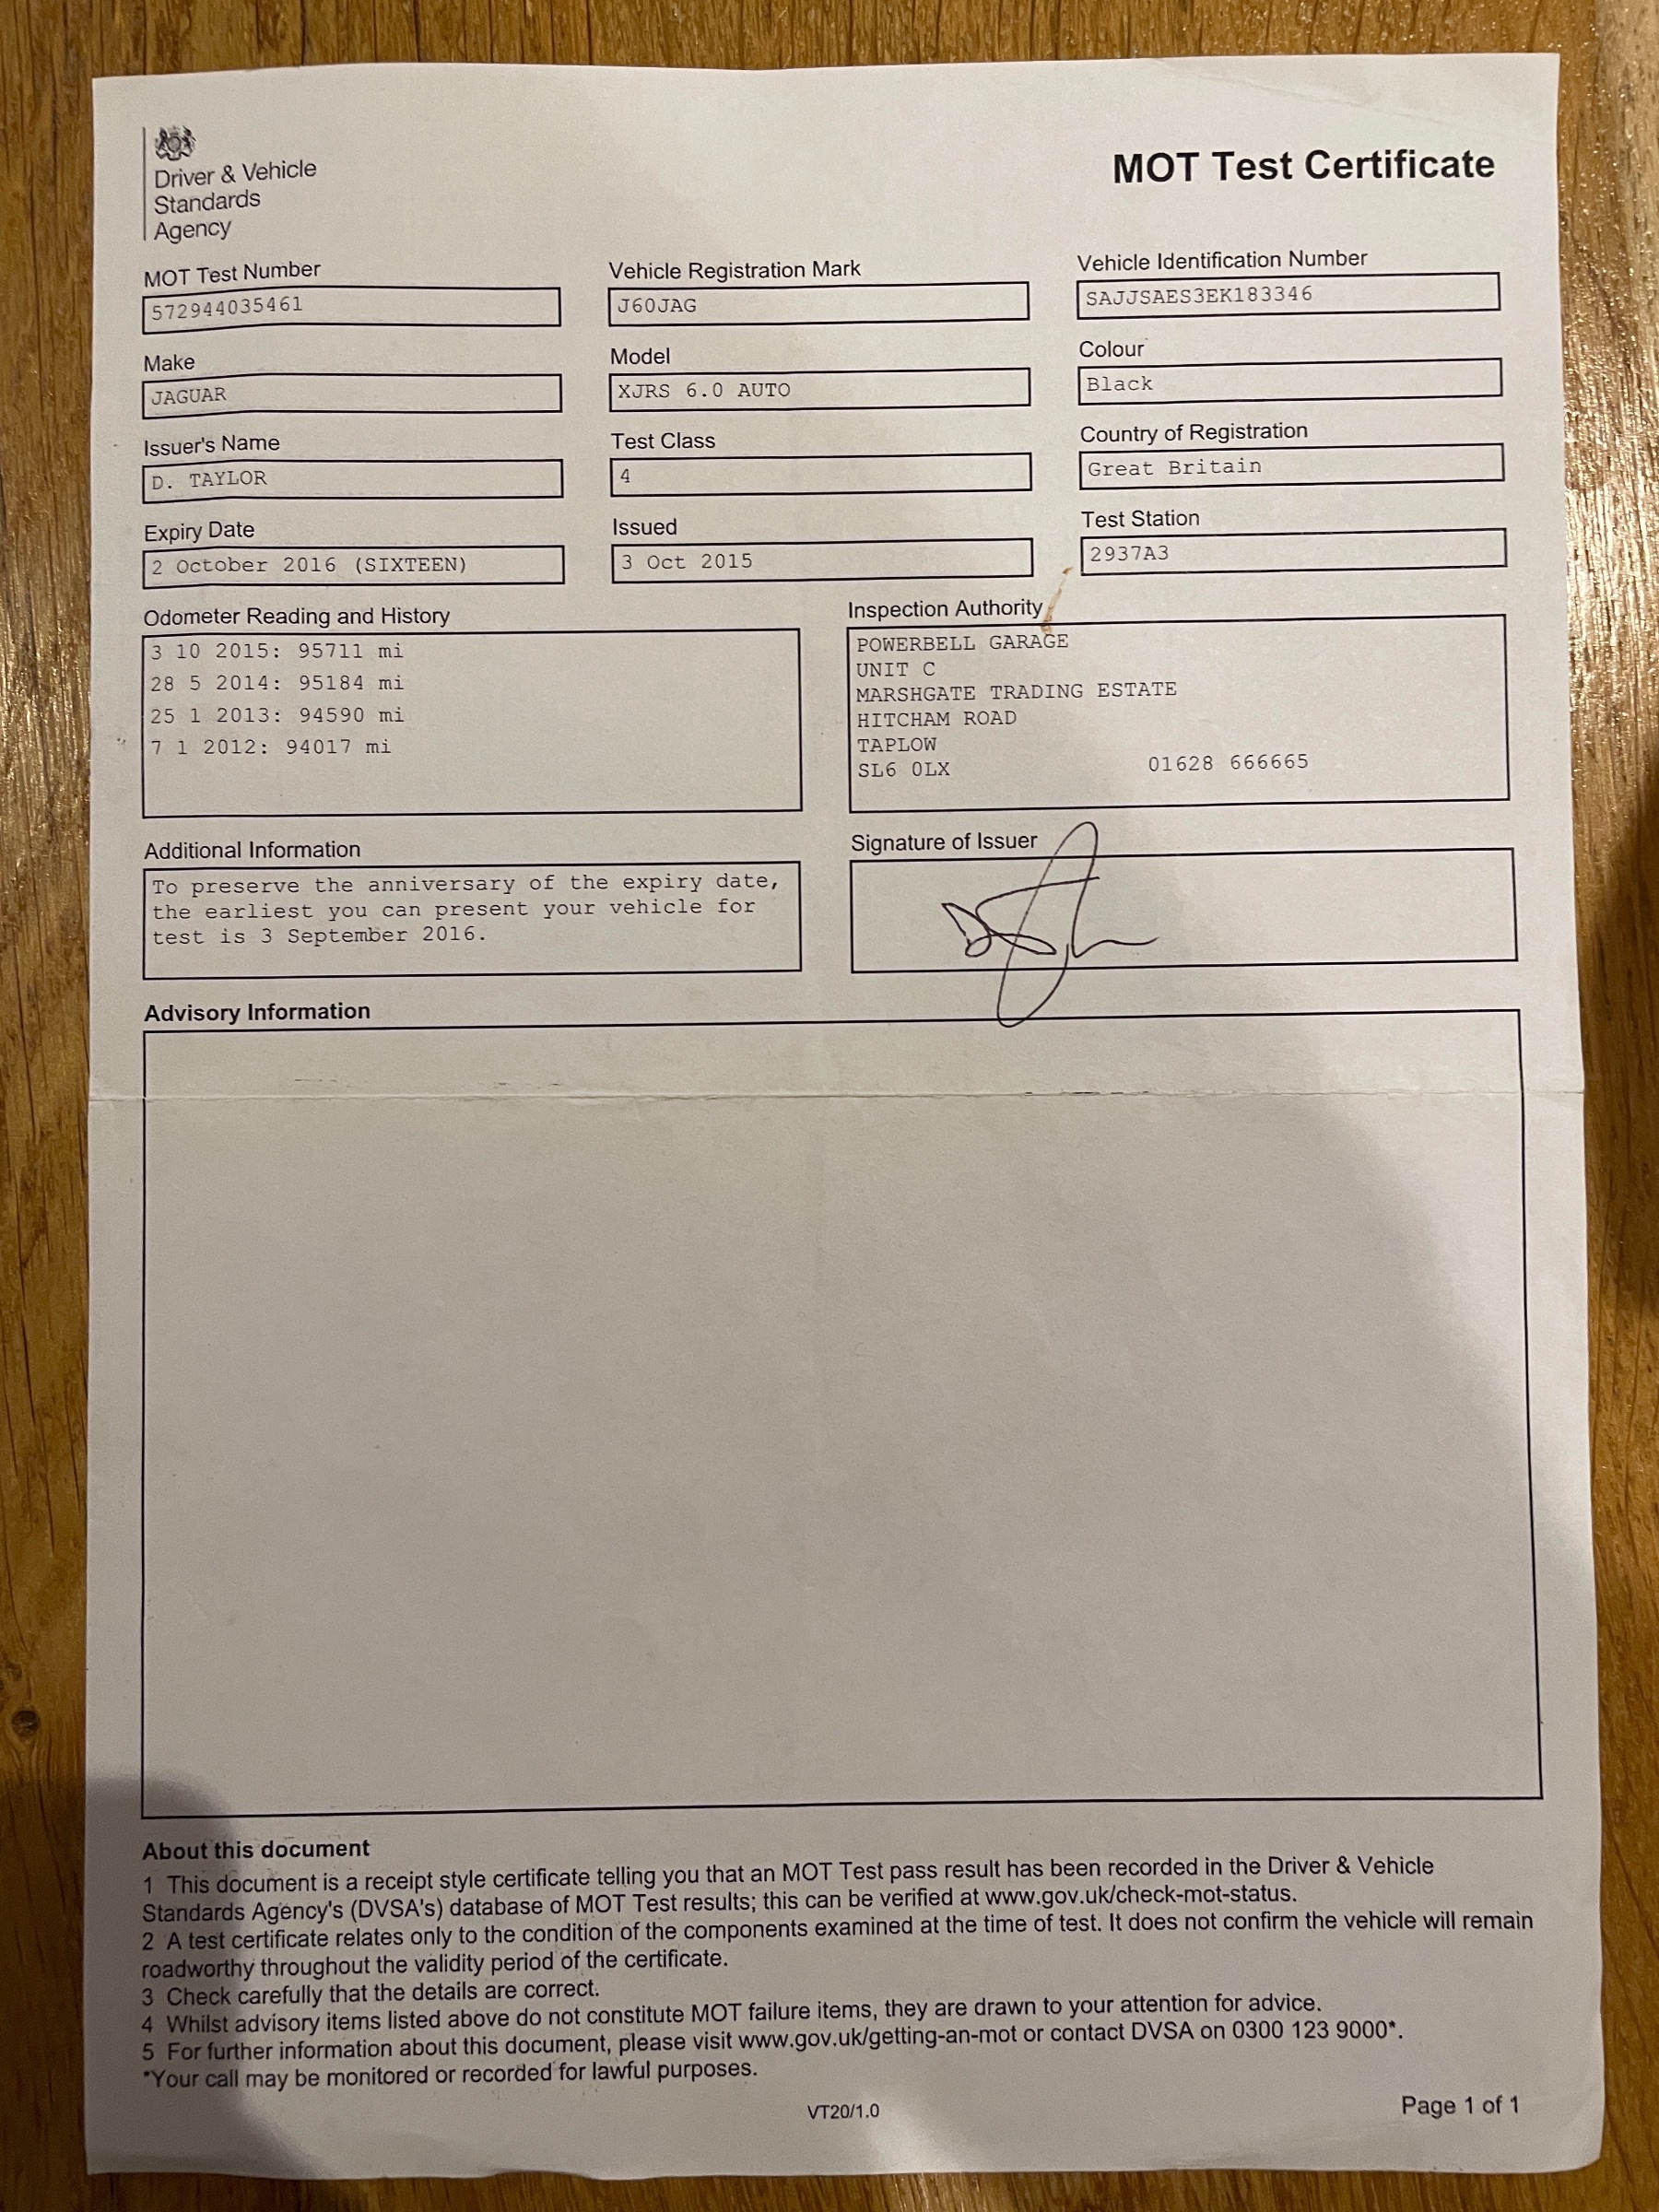 Driver & Vehicle
Standards
Agency
MOT Test Certificate
MOT Test Number
572944035461
Vehicle Registration Mark
J60JAG
Vehicle Identification Number
SAJJSAES3EK183346
Make
JAGUAR
Model
XJRS 6.0 AUTO
Colour
Black
Issuer's Name
D. TAYLOR
Test Class
4
Country of Registration
Great Britain
Expiry Date
2 October 2016 (SIXTEEN)
Issued
3 Oct 2015
Test Station
2937A3
Odometer Reading and History
3 10 2015: 95711 mi
28 5 2014: 95184 mi
25 1 2013: 94590 mi
7 1 2012: 94017 mi
Inspection Authority
POWERBELL GARAGE
UNIT C
MARSHGATE TRADING ESTATE
HITCHAM ROAD
TAPLOW
SL6 0LX 01628 666665
Additional Information
To preserve the anniversary of the expiry date,
the earliest you can present your vehicle for
test is 3 September 2016.
Signature of Issuer
Advisory Information
About this document
1 This document is a receipt style certificate telling you that an MOT Test pass result has been recorded in the Driver & Vehicle
Standards Agency's (DVSA's) database of MOT Test results; this can be verified at www.gov.uk/check-mot-status.
2 A test certificate relates only to the condition of the components examined at the time of test. It does not confirm the vehicle will remain
roadworthy throughout the validity period of the certificate.
3 Check carefully that the details are correct.
4 Whilst advisory items listed above do not constitute MOT failure items, they are drawn to your attention for advice.
5 For further information about this document, please visit www.gov.uk/getting-an-mot or contact DVSA on 0300 123 9000*.
*Your call may be monitored or recorded for lawful purposes.
VT20/1.0
Page 1 of 1